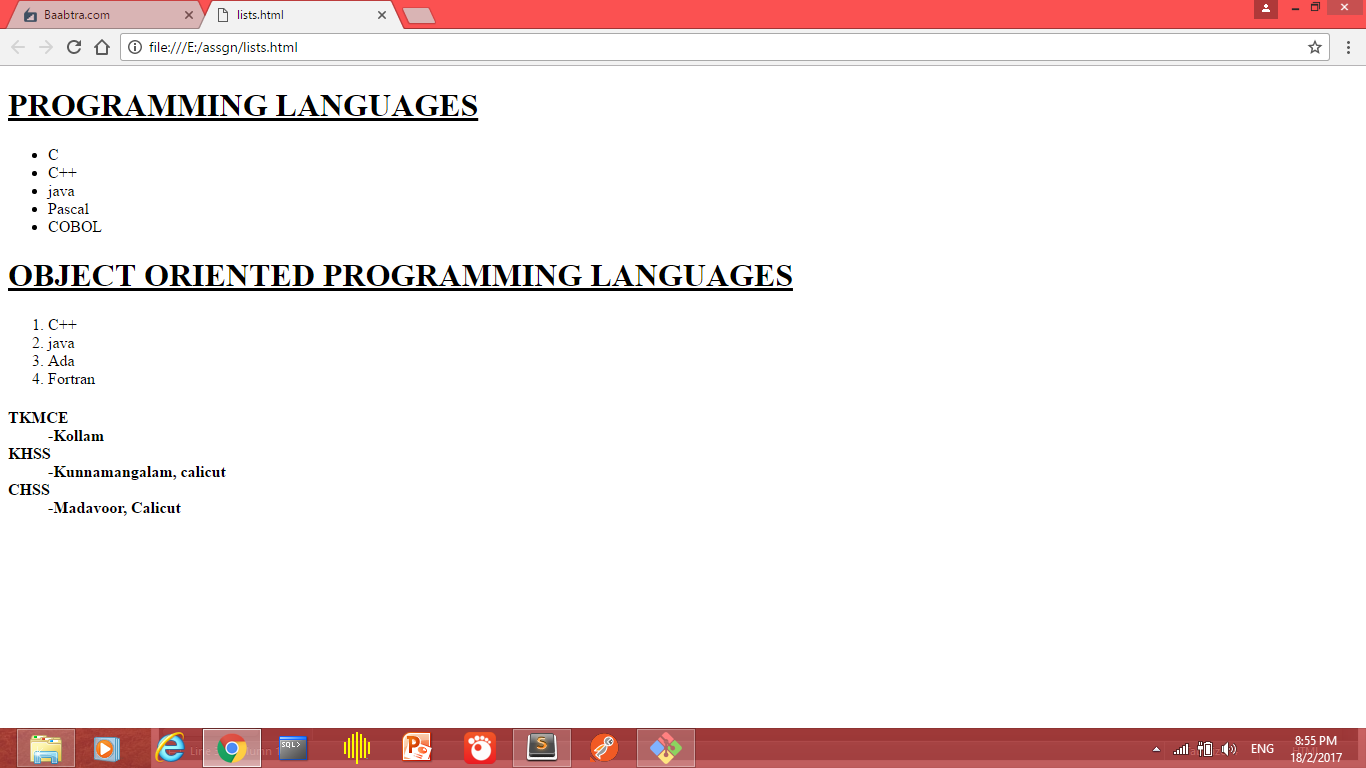 Baabtra.com
lists.html
file:///E:/assgn/lists.html
PROGRAMMING LANGUAGES
• C
• C++
• java
• Pascal
• COBOL
OBJECT ORIENTED PROGRAMMING LANGUAGES
1. C++
2. java
3. Ada
4. Fortran
TKMCE
-Kollam
KHSS
-Kunnamangalam, calicut
CHSS
-Madavoor, Calicut
SQL>
ENG
8:55 PM
18/2/2017